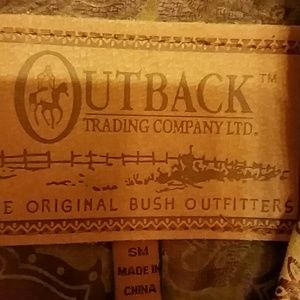 OUTBACK™
TRADING COMPANY LTD.
E ORIGINAL BUSH OUTFITTERS
SM
MADE IN
CHINA